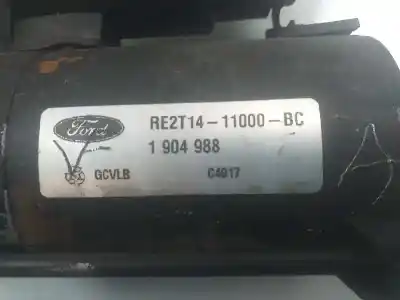 Ford
RE2T14-11000-BC
1 904 988
GCVLB C4017